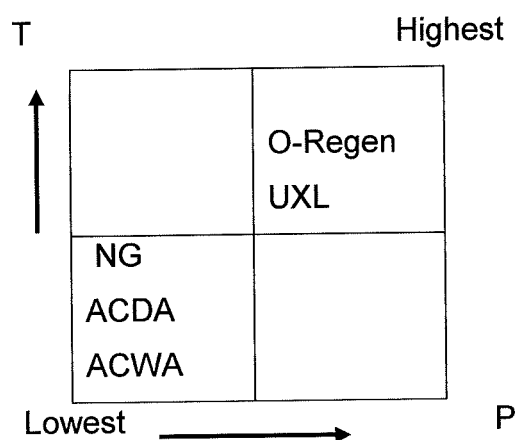 T
Highest
O-Regen
UXL
NG
ACDA
ACWA
Lowest
P